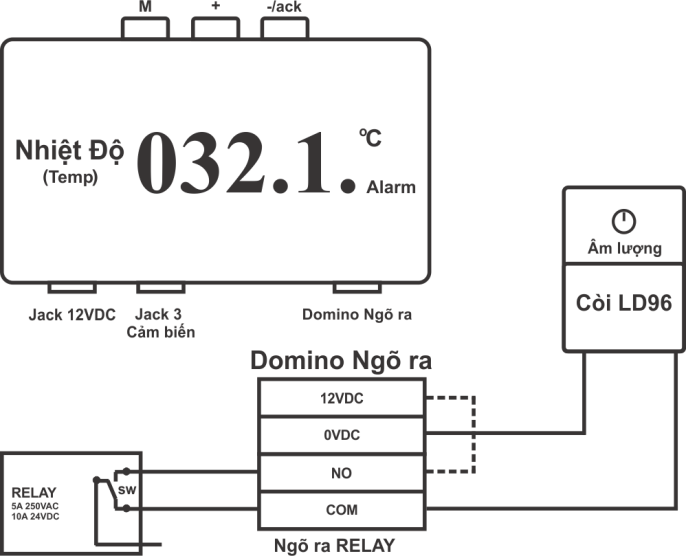 M
+
-/ack
Nhiệt Độ
(Temp)
032.1.
ºC
Alarm
Jack 12VDC
Jack 3
Cảm biến
Domino Ngõ ra
Âm lượng
Còi LD96
Domino Ngõ ra
12VDC
0VDC
NO
COM
Ngõ ra RELAY
RELAY
5A 250VAC
10A 24VDC
SW